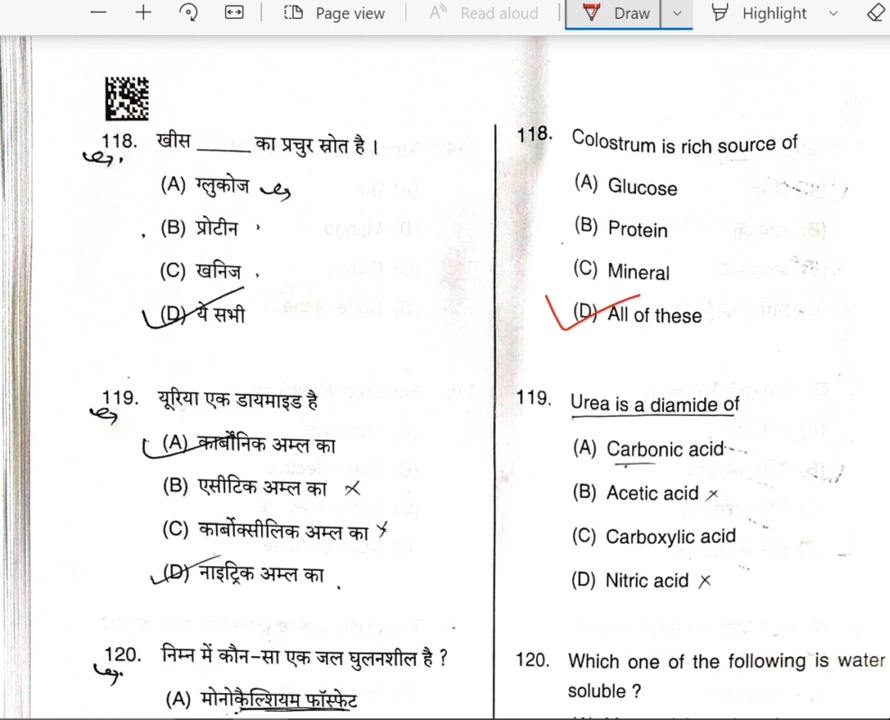 Page view
Read aloud
Draw
Highlight
118. खीस _____ का प्रचुर स्रोत है ।
(A) ग्लुकोज
(B) प्रोटीन
(C) खनिज
(D) ये सभी
119. यूरिया एक डायमाइड है
(A) कार्बोनिक अम्ल का
(B) एसीटिक अम्ल का
(C) कार्बोक्सीलिक अम्ल का
(D) नाइट्रिक अम्ल का
120. निम्न में कौन-सा एक जल घुलनशील है ?
(A) मोनोकैल्शियम फॉस्फेट
118. Colostrum is rich source of
(A) Glucose
(B) Protein
(C) Mineral
(D) All of these
119. Urea is a diamide of
(A) Carbonic acid
(B) Acetic acid
(C) Carboxylic acid
(D) Nitric acid
120. Which one of the following is water
soluble ?